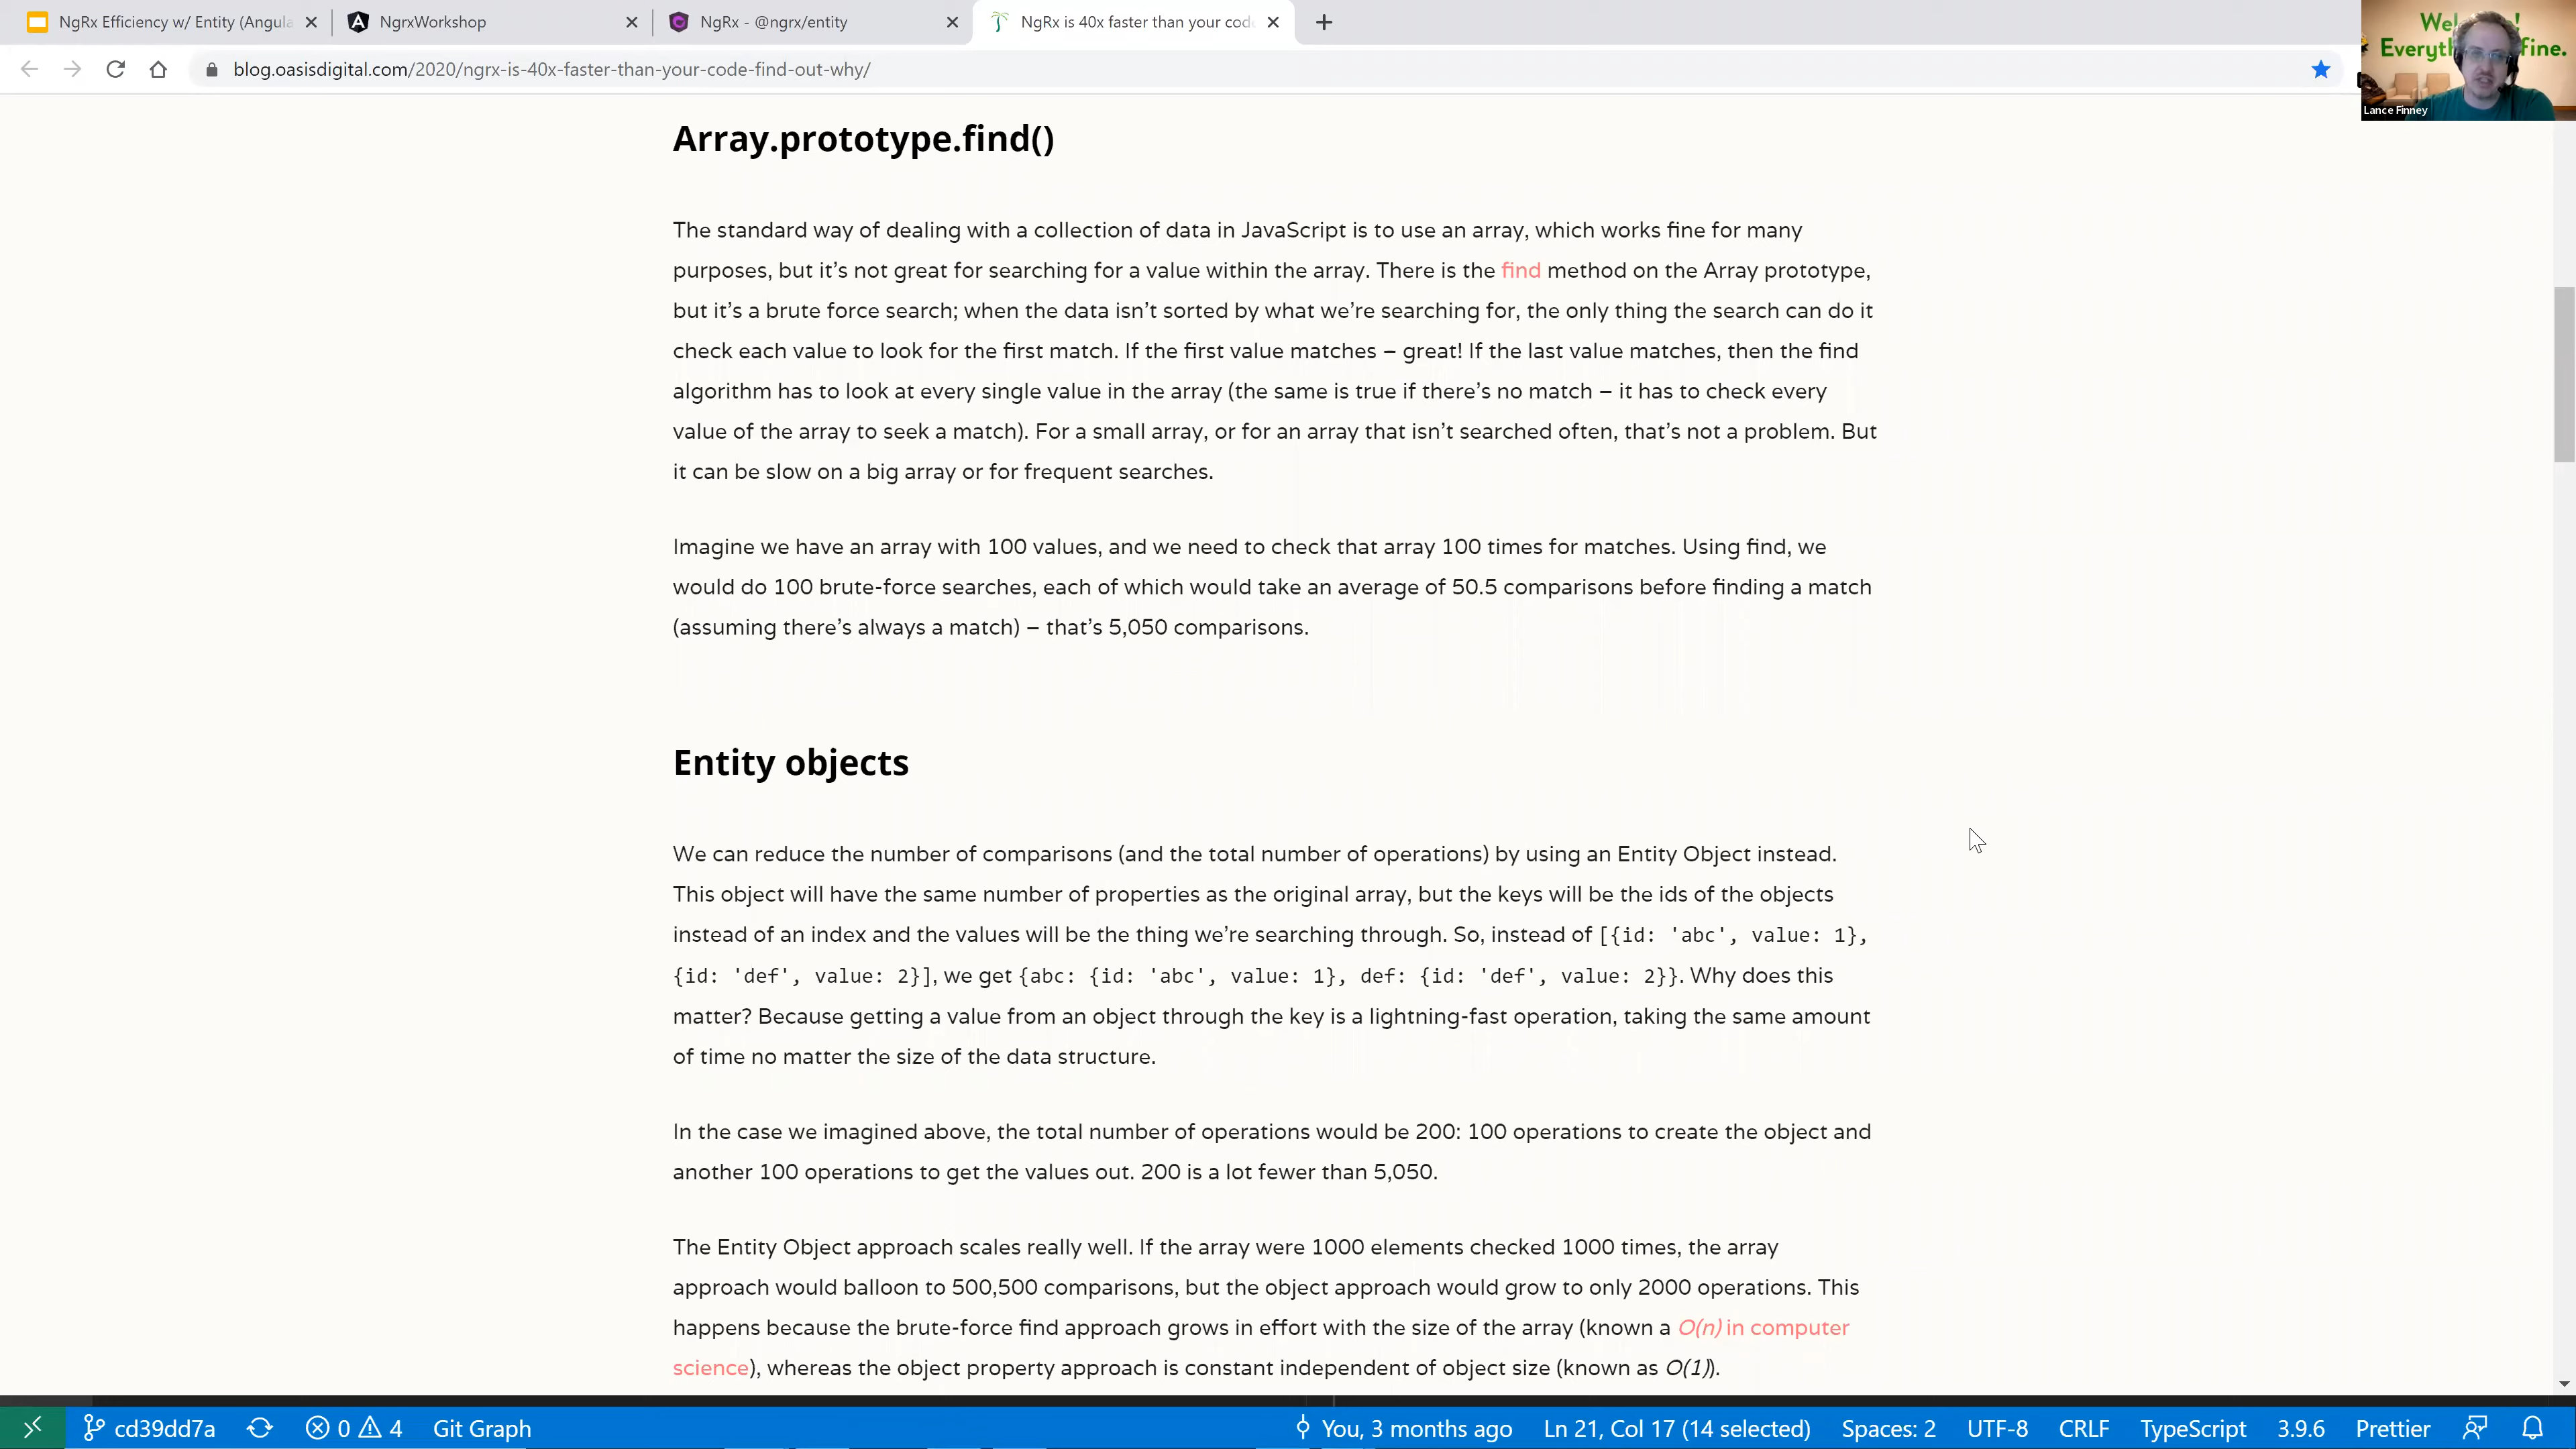 NgRx Efficiency w/ Entity (Angula
NgrxWorkshop
NgRx - @ngrx/entity
NgRx is 40x faster than your cod
blog.oasisdigital.com/2020/ngrx-is-40x-faster-than-your-code-find-out-why/
Everyth fine.
Lance Finney
Array.prototype.find()
The standard way of dealing with a collection of data in JavaScript is to use an array, which works fine for many
purposes, but it’s not great for searching for a value within the array. There is the find method on the Array prototype,
but it’s a brute force search; when the data isn’t sorted by what we’re searching for, the only thing the search can do it
check each value to look for the first match. If the first value matches – great! If the last value matches, then the find
algorithm has to look at every single value in the array (the same is true if there’s no match – it has to check every
value of the array to seek a match). For a small array, or for an array that isn’t searched often, that’s not a problem. But
it can be slow on a big array or for frequent searches.
Imagine we have an array with 100 values, and we need to check that array 100 times for matches. Using find, we
would do 100 brute-force searches, each of which would take an average of 50.5 comparisons before finding a match
(assuming there’s always a match) – that’s 5,050 comparisons.
Entity objects
We can reduce the number of comparisons (and the total number of operations) by using an Entity Object instead.
This object will have the same number of properties as the original array, but the keys will be the ids of the objects
instead of an index and the values will be the thing we’re searching through. So, instead of [{id: 'abc', value: 1},
{id: 'def', value: 2}], we get {abc: {id: 'abc', value: 1}, def: {id: 'def', value: 2}}. Why does this
matter? Because getting a value from an object through the key is a lightning-fast operation, taking the same amount
of time no matter the size of the data structure.
In the case we imagined above, the total number of operations would be 200: 100 operations to create the object and
another 100 operations to get the values out. 200 is a lot fewer than 5,050.
The Entity Object approach scales really well. If the array were 1000 elements checked 1000 times, the array
approach would balloon to 500,500 comparisons, but the object approach would grow to only 2000 operations. This
happens because the brute-force find approach grows in effort with the size of the array (known a O(n) in computer
science), whereas the object property approach is constant independent of object size (known as O(1)).
cd39dd7a 0 4 Git Graph You, 3 months ago Ln 21, Col 17 (14 selected) Spaces: 2 UTF-8 CRLF TypeScript 3.9.6 Prettier